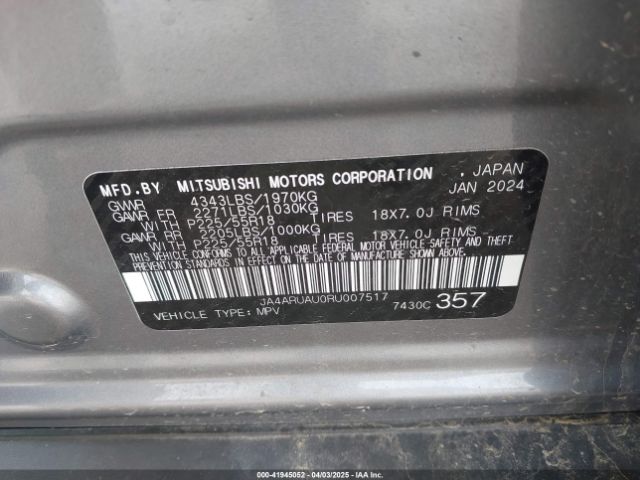 MFD.BY MITSUBISHI MOTORS CORPORATION . JAPAN
GVWR 4343LBS/1970KG JAN 2024
GAWR FR 2271LBS/1030KG
WITH P225/55R18 TIRES 18X7.0J RIMS
GAWR RR 2205LBS/1000KG
WITH P225/55R18 TIRES 18X7.0J RIMS
THIS VEHICLE CONFORMS TO ALL APPLICABLE FEDERAL MOTOR VEHICLE SAFETY AND THEFT
PREVENTION STANDARDS IN EFFECT ON THE DATE OF MANUFACTURE SHOWN ABOVE.
JA4ARUAU0RU007517
VEHICLE TYPE: MPV 7430C 357
000-41945052 - 04/03/2025 - IAAI.COM